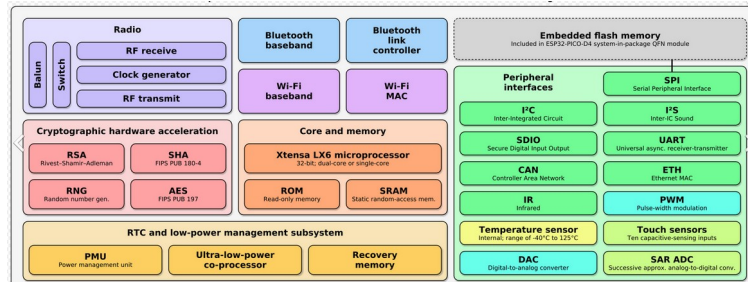 Radio
Balun
Switch
RF receive
Clock generator
RF transmit
Bluetooth
baseband
Bluetooth
link
controller
Wi-Fi
baseband
Wi-Fi
MAC
Embedded flash memory
Included in ESP32-PICO-D4 system-in-package QFN module
Cryptographic hardware acceleration
RSA
Rivest–Shamir–Adleman
SHA
FIPS PUB 180-4
RNG
Random number gen.
AES
FIPS PUB 197
Core and memory
Xtensa LX6 microprocessor
32-bit; dual-core or single-core
ROM
Read-only memory
SRAM
Static random-access mem.
RTC and low-power management subsystem
PMU
Power management unit
Ultra-low-power
co-processor
Recovery
memory
Peripheral
interfaces
SPI
Serial Peripheral Interface
I²C
Inter-Integrated Circuit
I²S
Inter-IC Sound
SDIO
Secure Digital Input Output
UART
Universal async. receiver-transmitter
CAN
Controller Area Network
ETH
Ethernet MAC
IR
Infrared
PWM
Pulse-width modulation
Temperature sensor
Internal; range of -40°C to 125°C
Touch sensors
Ten capacitive-sensing inputs
DAC
Digital-to-analog converter
SAR ADC
Successive approx. analog-to-digital conv.